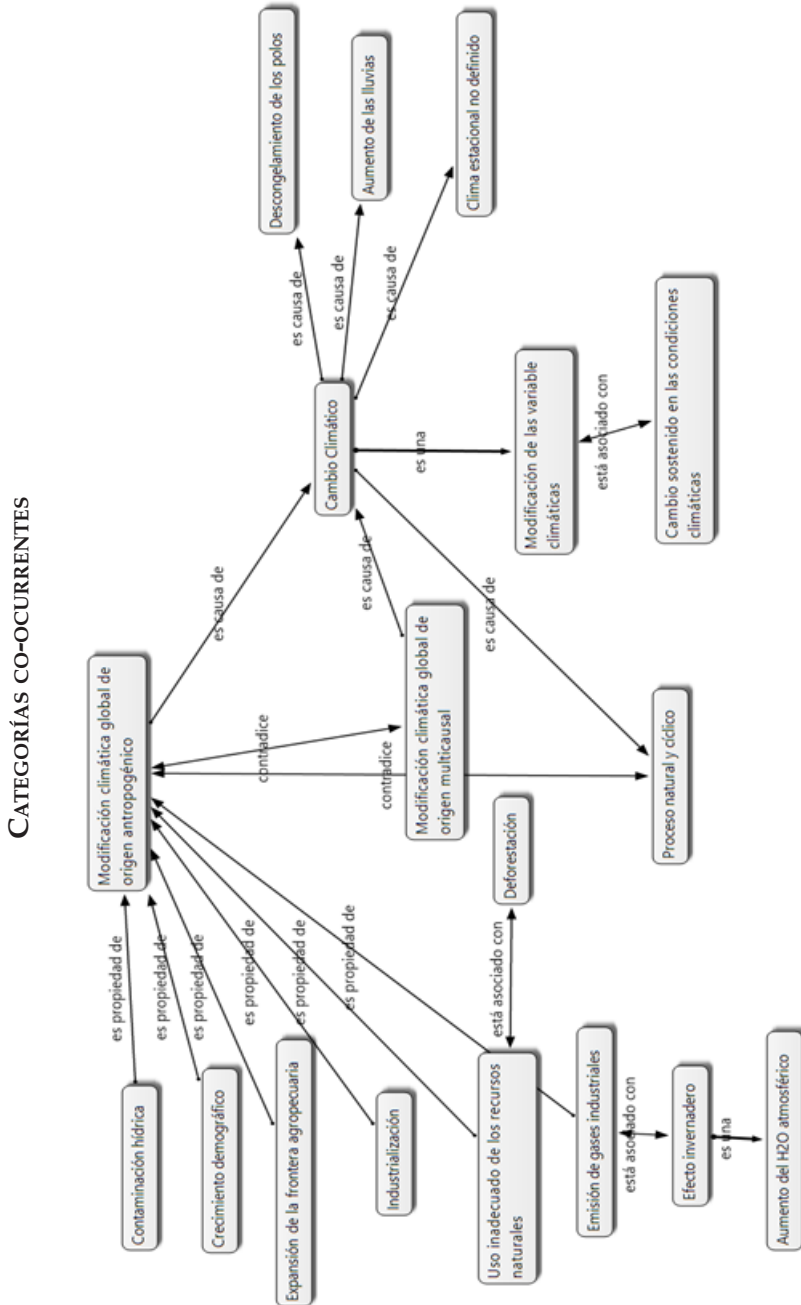 CATEGORÍAS CO-OCURRENTES
Contaminación hídrica
Crecimiento demográfico
Expansión de la frontera agropecuaria
Industrialización
Uso inadecuado de los recursos
naturales
Emisión de gases industriales
Efecto invernadero
Aumento del H2O atmosférico
es propiedad de
es propiedad de
es propiedad de
es propiedad de
es propiedad de
es propiedad de
está asociado con
está asociado con
es una
Deforestación
Modificación climática global de
origen antropogénico
contradice
contradice
Modificación climática global de
origen multicausal
Proceso natural y cíclico
es causa de
es causa de
es causa de
Cambio Climático
es una
Modificación de las variable
climáticas
está asociado con
Cambio sostenido en las condiciones
climáticas
es causa de
es causa de
es causa de
Descongelamiento de los polos
Aumento de las lluvias
Clima estacional no definido